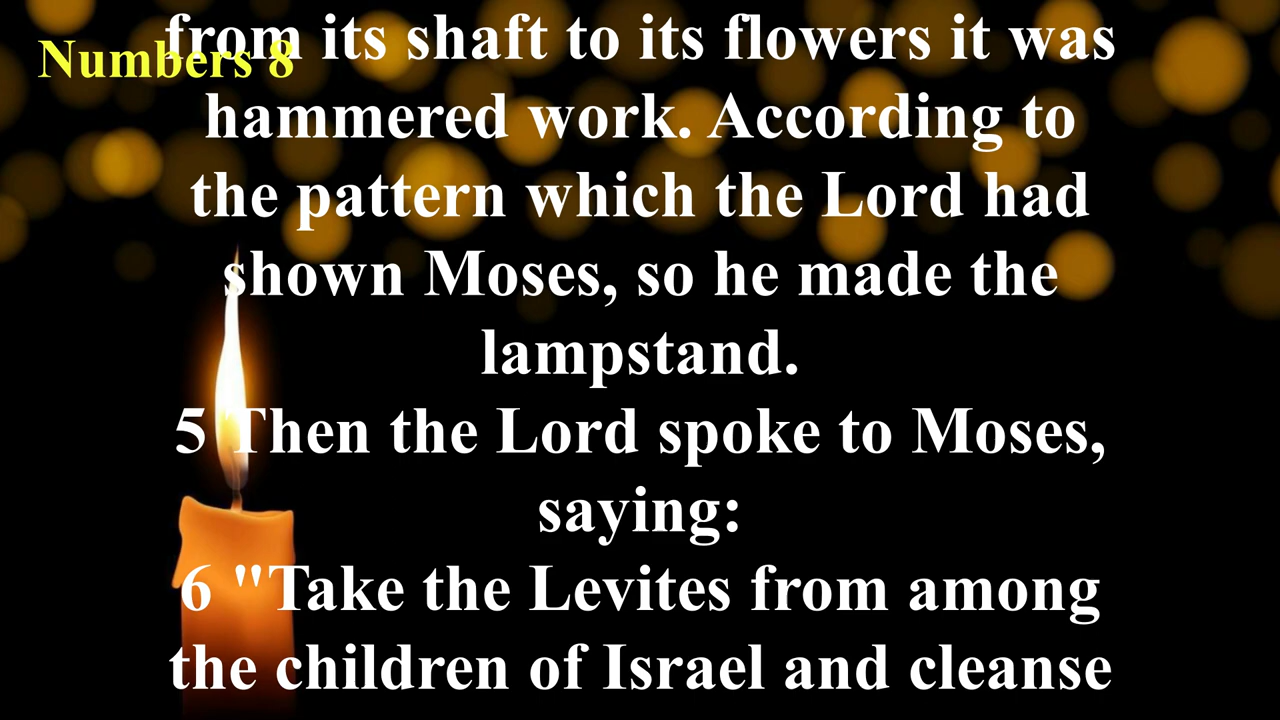 Numbers 8
from its shaft to its flowers it was
hammered work. According to
the pattern which the Lord had
shown Moses, so he made the
lampstand.
5 Then the Lord spoke to Moses,
saying:
6 "Take the Levites from among
the children of Israel and cleanse